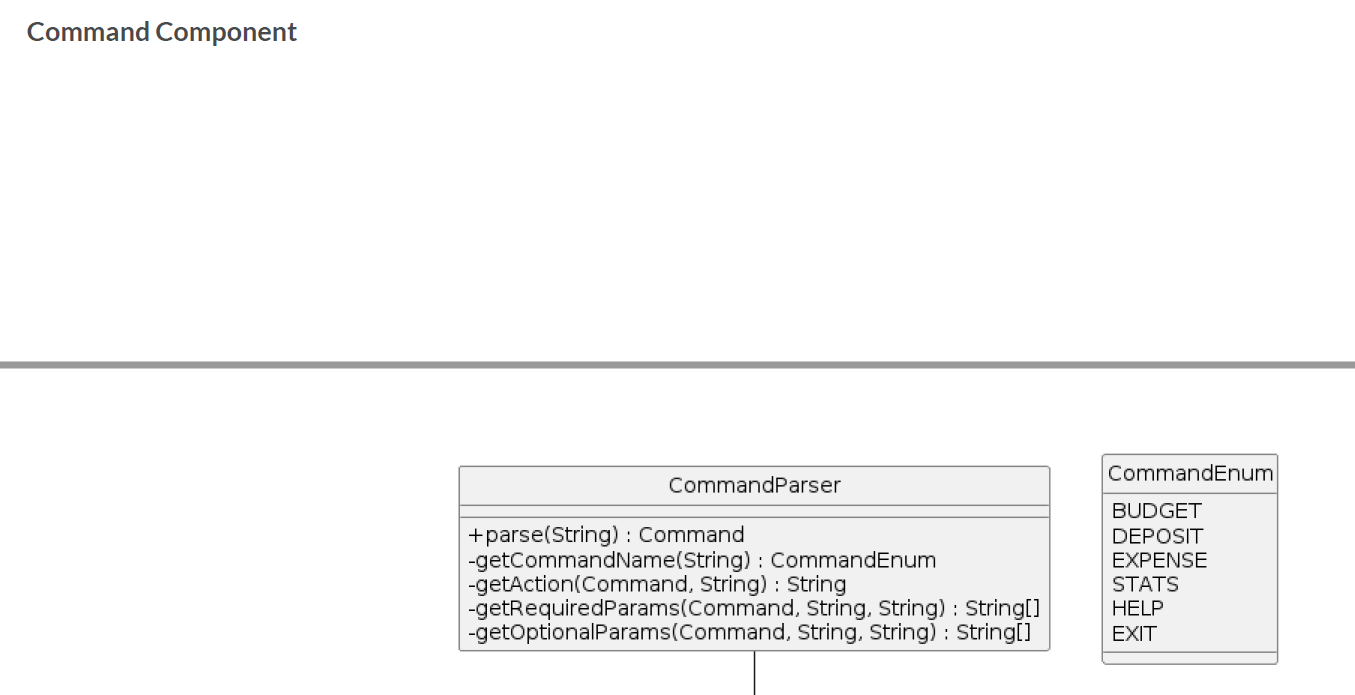 Command Component
CommandParser
+parse(String) : Command
-getCommandName(String) : CommandEnum
-getAction(Command, String) : String
-getRequiredParams(Command, String, String) : String[]
-getOptionalParams(Command, String, String) : String[]
CommandEnum
BUDGET
DEPOSIT
EXPENSE
STATS
HELP
EXIT